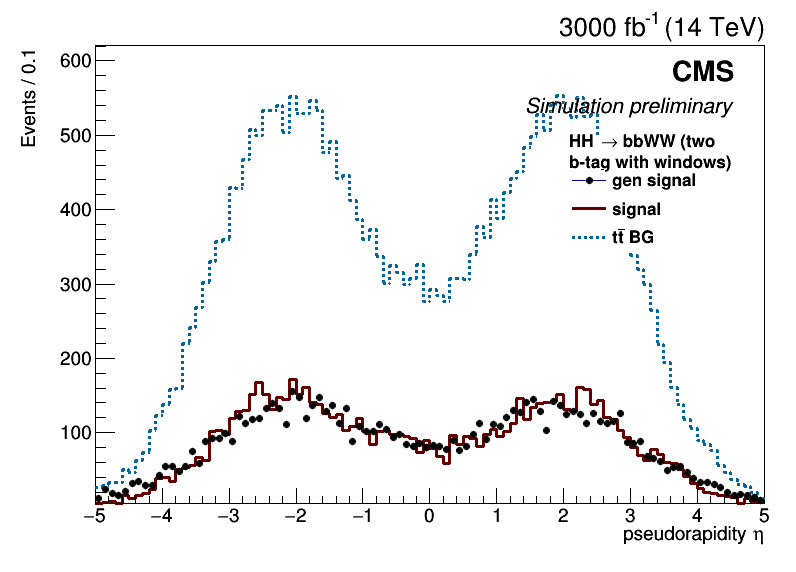 3000 fb⁻¹ (14 TeV)
Events / 0.1
600
500
400
300
200
100
CMS
Simulation preliminary
HH → bbWW (two
b-tag with windows)
gen signal
signal
tt̄ BG
−5 −4 −3 −2 −1 0 1 2 3 4 5
pseudorapidity η